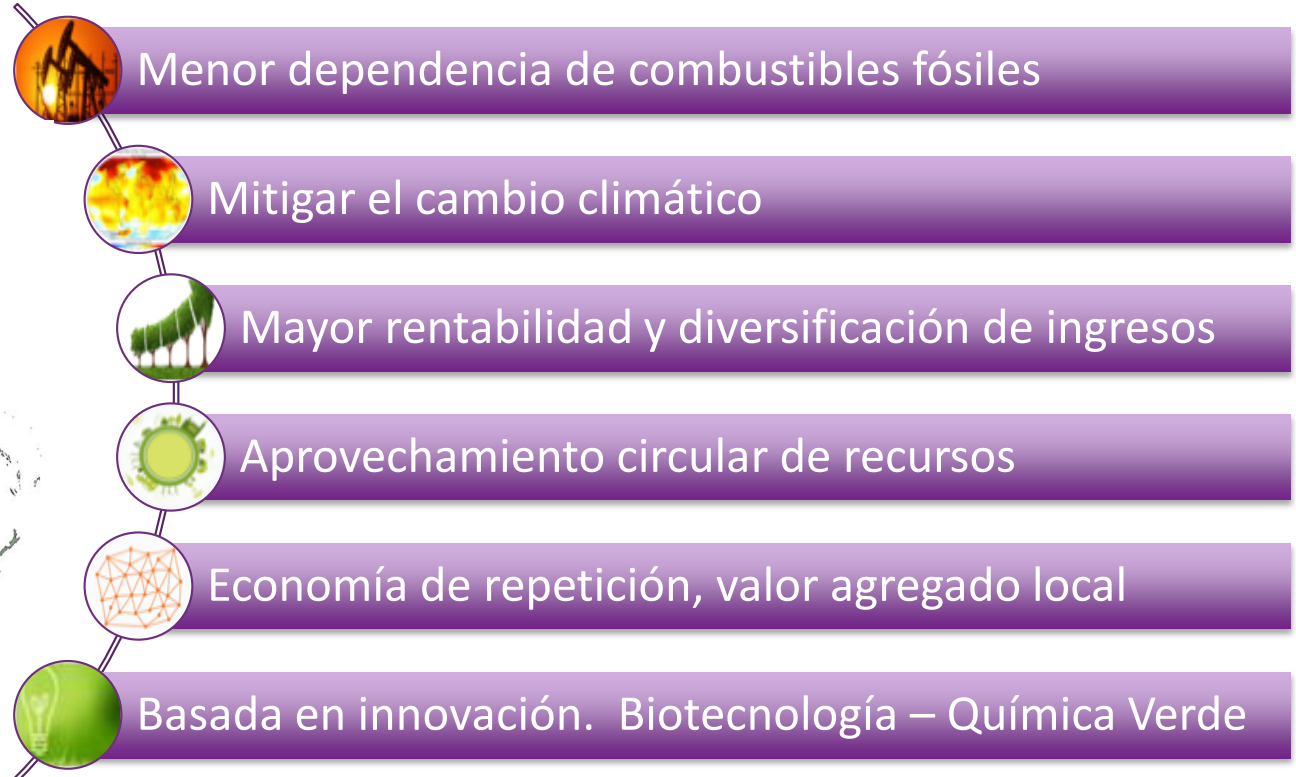 Menor dependencia de combustibles fósiles
Mitigar el cambio climático
Mayor rentabilidad y diversificación de ingresos
Aprovechamiento circular de recursos
Economía de repetición, valor agregado local
Basada en innovación.  Biotecnología – Química Verde